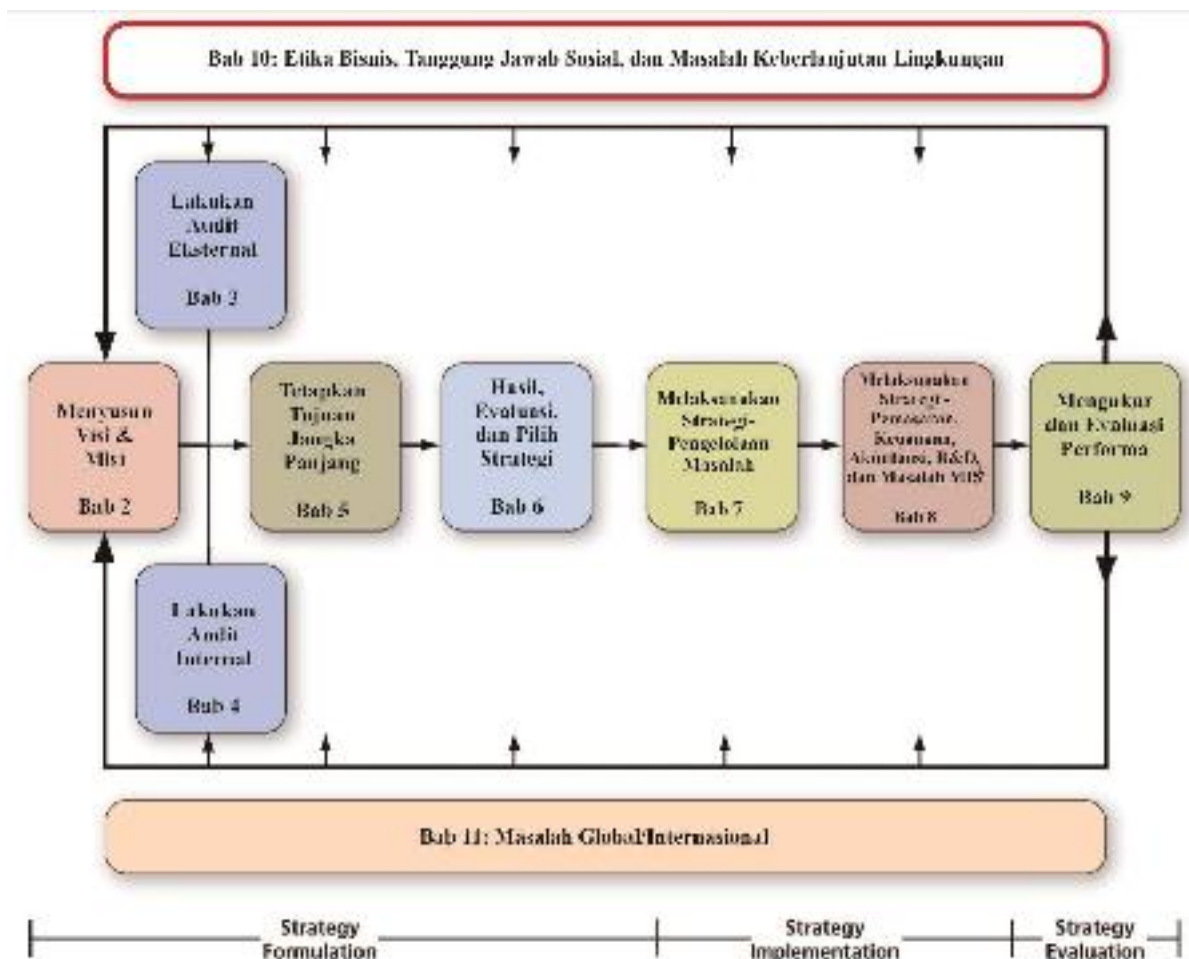 Bab 10: Etika Bisnis, Tanggung Jawab Sosial, dan Masalah Keberlanjutan Lingkungan
Lakukan
Audit
Eksternal
Bab 3
Menyusun
Visi &
Misi
Bab 2
Tetapkan
Tujuan
Jangka
Panjang
Bab 5
Hasil,
Evaluasi,
dan Pilih
Strategi
Bab 6
Melaksanakan
Strategi-
Pengelolaan
Masalah
Bab 7
Melaksanakan
Strategi-
Pemasaran,
Keuangan,
Akuntansi, R&D,
dan Masalah MIS
Bab 8
Mengukur
dan Evaluasi
Performa
Bab 9
Lakukan
Audit
Internal
Bab 4
Bab 11: Masalah Global/Internasional
Strategy
Formulation
Strategy
Implementation
Strategy
Evaluation